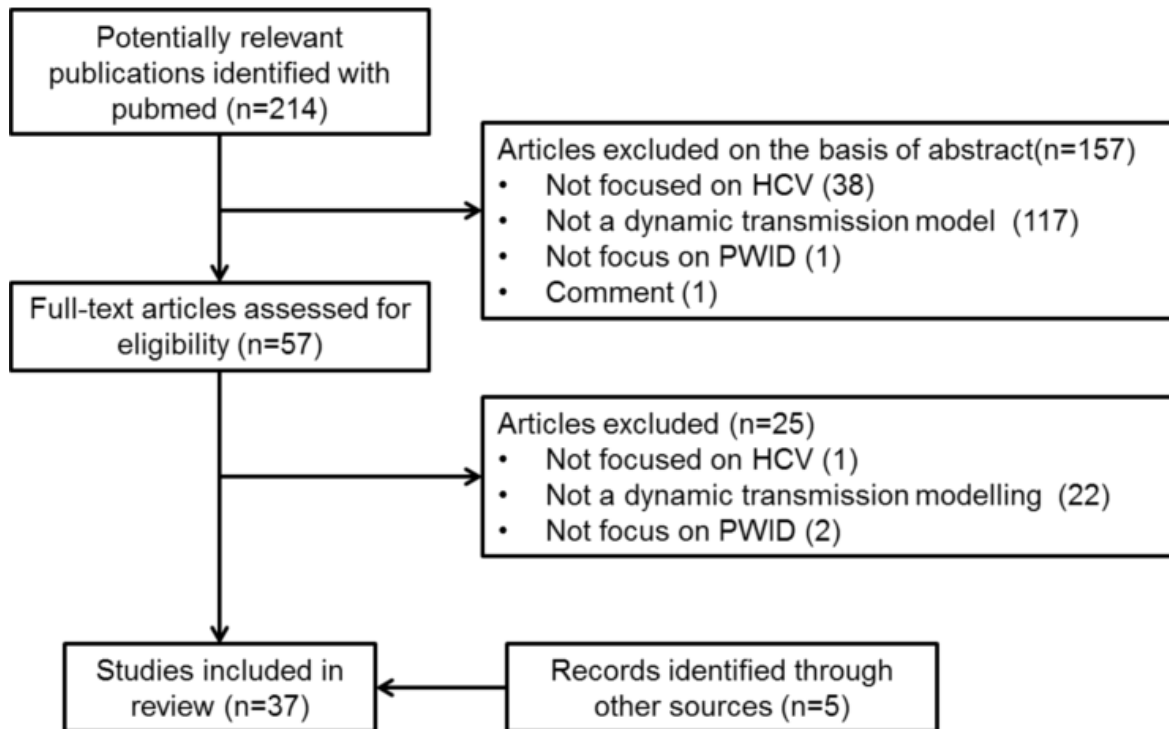 Potentially relevant
publications identified with
pubmed (n=214)
Articles excluded on the basis of abstract(n=157)
• Not focused on HCV (38)
• Not a dynamic transmission model (117)
• Not focus on PWID (1)
• Comment (1)
Full-text articles assessed for
eligibility (n=57)
Articles excluded (n=25)
• Not focused on HCV (1)
• Not a dynamic transmission modelling (22)
• Not focus on PWID (2)
Studies included in
review (n=37)
Records identified through
other sources (n=5)